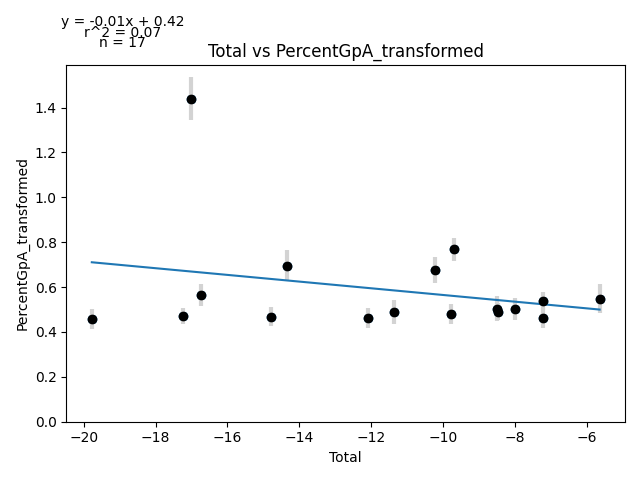 y = -0.01x + 0.42
r^2 = 0.07
n = 17
Total vs PercentGpA_transformed
PercentGpA_transformed
1.4
1.2
1.0
0.8
0.6
0.4
0.2
0.0
−20
−18
−16
−14
−12
−10
−8
−6
Total